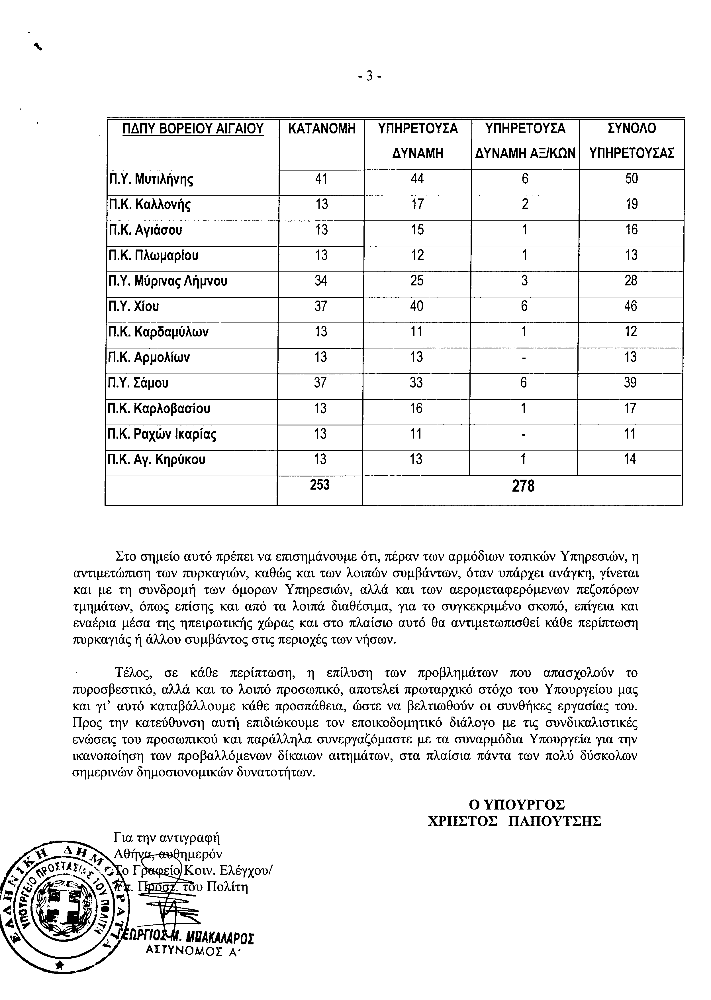 - 3 -
ΠΔΠΥ ΒΟΡΕΙΟΥ ΑΙΓΑΙΟΥ ΚΑΤΑΝΟΜΗ ΥΠΗΡΕΤΟΥΣΑ ΔΥΝΑΜΗ ΥΠΗΡΕΤΟΥΣΑ ΔΥΝΑΜΗ ΑΞ/ΚΩΝ ΣΥΝΟΛΟ ΥΠΗΡΕΤΟΥΣΑΣ
Π.Υ. Μυτιλήνης 41 44 6 50
Π.Κ. Καλλονής 13 17 2 19
Π.Κ. Αγιάσου 13 15 1 16
Π.Κ. Πλωμαρίου 13 12 1 13
Π.Υ. Μύρινας Λήμνου 34 25 3 28
Π.Υ. Χίου 37 40 6 46
Π.Κ. Καρδαμύλων 13 11 1 12
Π.Κ. Αρμολίων 13 13 - 13
Π.Υ. Σάμου 37 33 6 39
Π.Κ. Καρλοβασίου 13 16 1 17
Π.Κ. Ραχών Ικαρίας 13 11 - 11
Π.Κ. Αγ. Κηρύκου 13 13 1 14
253 278
Στο σημείο αυτό πρέπει να επισημάνουμε ότι, πέραν των αρμόδιων τοπικών Υπηρεσιών, η
αντιμετώπιση των πυρκαγιών, καθώς και των λοιπών συμβάντων, όταν υπάρχει ανάγκη, γίνεται
και με τη συνδρομή των όμορων Υπηρεσιών, αλλά και των αερομεταφερόμενων πεζοπόρων
τμημάτων, όπως επίσης και από τα λοιπά διαθέσιμα, για το συγκεκριμένο σκοπό, επίγεια και
εναέρια μέσα της ηπειρωτικής χώρας και στο πλαίσιο αυτό θα αντιμετωπισθεί κάθε περίπτωση
πυρκαγιάς ή άλλου συμβάντος στις περιοχές των νήσων.
Τέλος, σε κάθε περίπτωση, η επίλυση των προβλημάτων που απασχολούν το
πυροσβεστικό, αλλά και το λοιπό προσωπικό, αποτελεί πρωταρχικό στόχο του Υπουργείου μας
και γι’ αυτό καταβάλλουμε κάθε προσπάθεια, ώστε να βελτιωθούν οι συνθήκες εργασίας του.
Προς την κατεύθυνση αυτή επιδιώκουμε τον εποικοδομητικό διάλογο με τις συνδικαλιστικές
ενώσεις του προσωπικού και παράλληλα συνεργαζόμαστε με τα συναρμόδια Υπουργεία για την
ικανοποίηση των προβαλλόμενων δίκαιων αιτημάτων, στα πλαίσια πάντα των πολύ δύσκολων
σημερινών δημοσιονομικών δυνατοτήτων.
Ο ΥΠΟΥΡΓΟΣ
ΧΡΗΣΤΟΣ ΠΑΠΟΥΤΣΗΣ
Για την αντιγραφή
Αθήνα, αυθημερόν
Το Γραφείο Κοιν. Ελέγχου/
Υπ. Προστ. του Πολίτη
ΕΛΛΗΝΙΚΗ ΔΗΜΟΚΡΑΤΙΑ
ΥΠΟΥΡΓΕΙΟ ΠΡΟΣΤΑΣΙΑΣ ΤΟΥ ΠΟΛΙΤΗ
ΓΕΩΡΓΙΟΣ Μ. ΜΠΑΚΑΛΑΡΟΣ
ΑΣΤΥΝΟΜΟΣ Α'